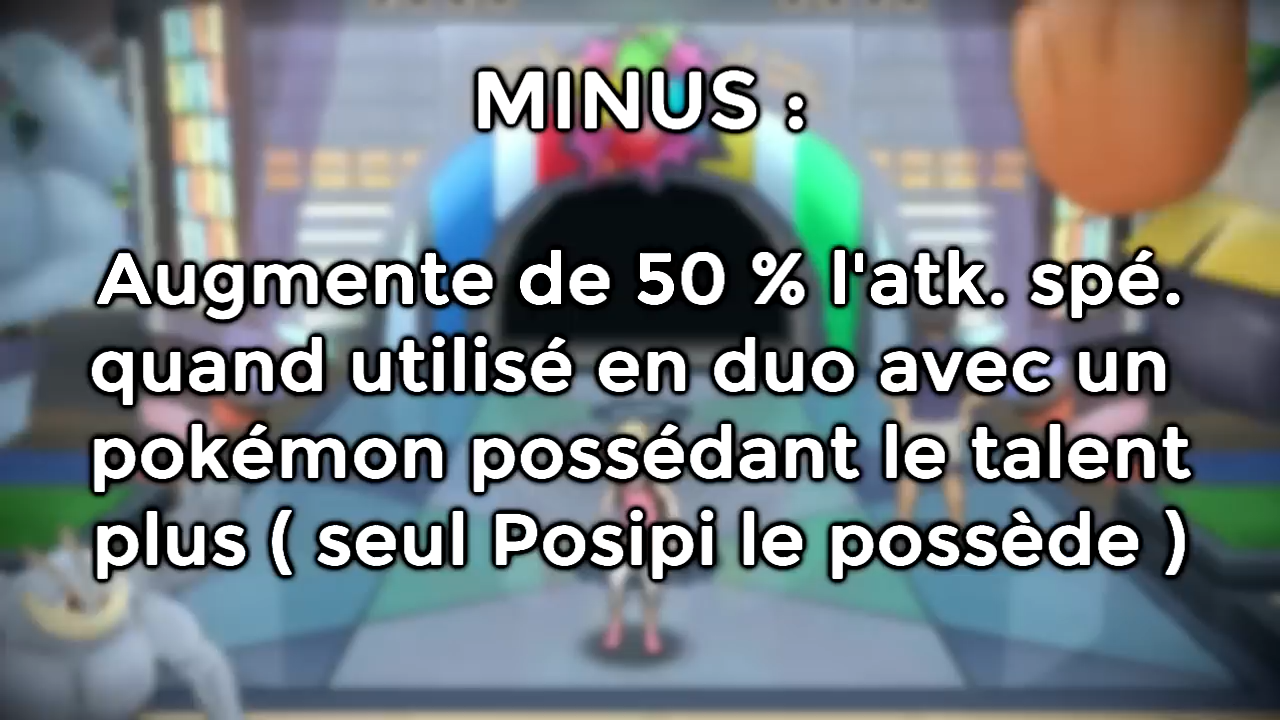 MINUS :
Augmente de 50 % l'atk. spé.
quand utilisé en duo avec un
pokémon possédant le talent
plus ( seul Posipi le possède )